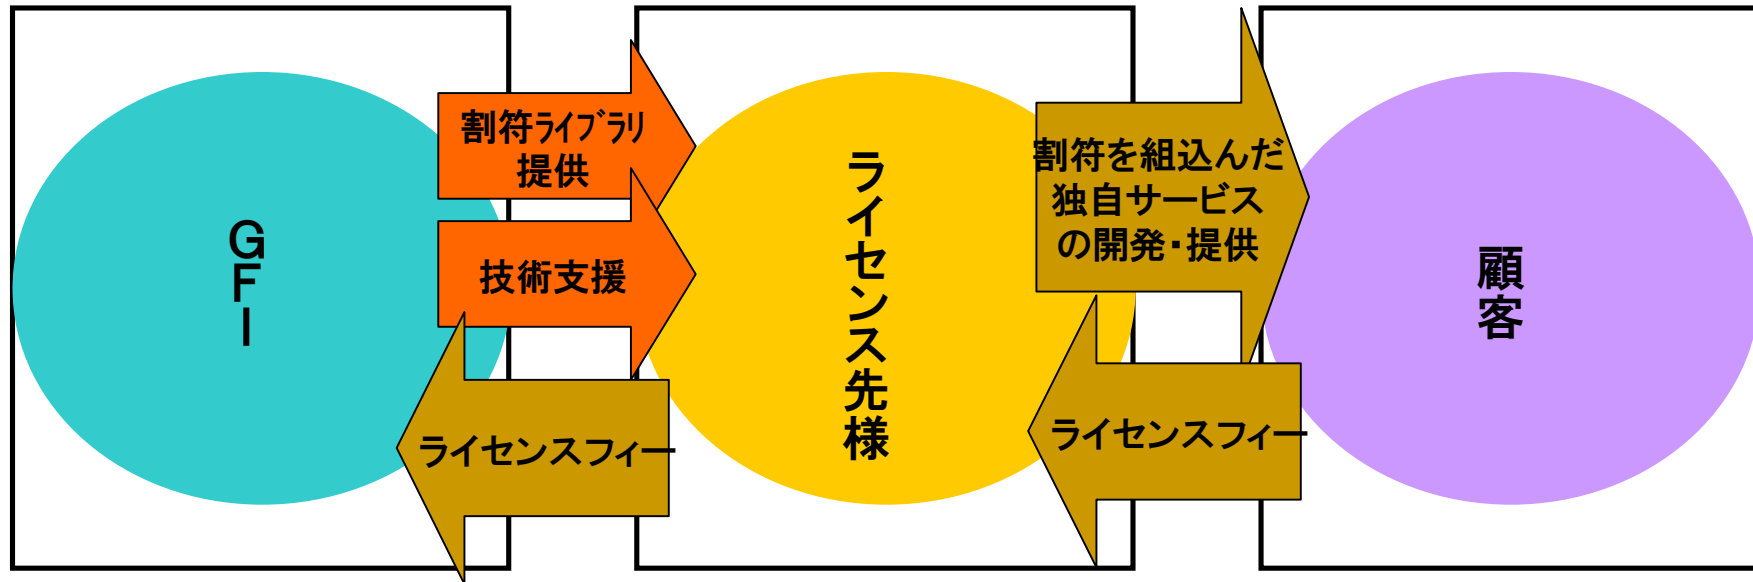 GFI
割符ライブラリ
提供
技術支援
ライセンスフィー
ライセンス先様
割符を組込んだ
独自サービス
の開発・提供
ライセンスフィー
顧客